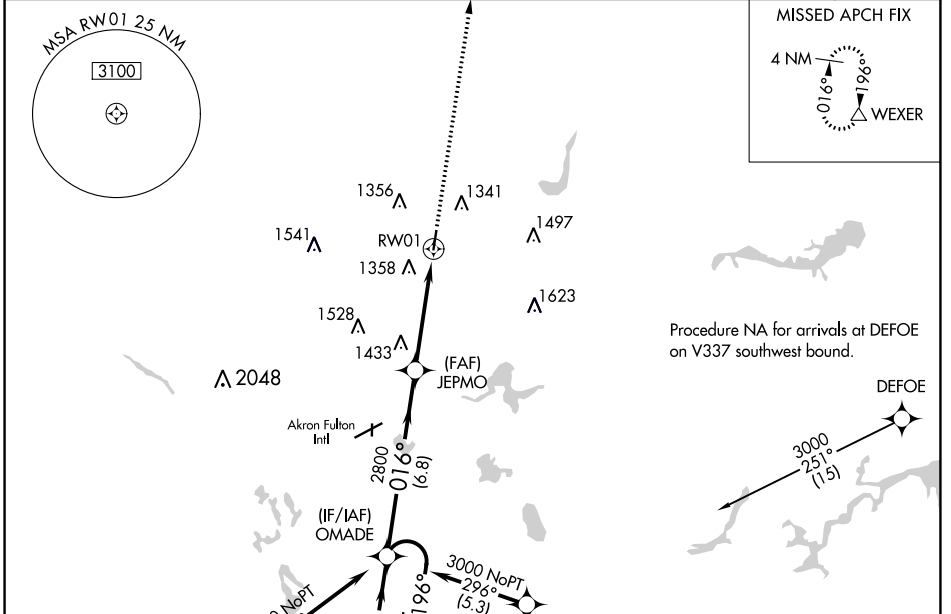 MSA RW01 25 NM
3100
MISSED APCH FIX
4 NM
016°
196°
WEXER
1356
1341
1541
RW01
1497
1358
1623
1528
1433
(FAF)
JEPMO
2048
Procedure NA for arrivals at DEFOE
on V337 southwest bound.
DEFOE
3000
251°
(15)
Akron Fulton
Intl
2800
016°
(6.8)
(IF/IAF)
OMADE
3000 NoPT
296°
(5.3)
196°
NoPT